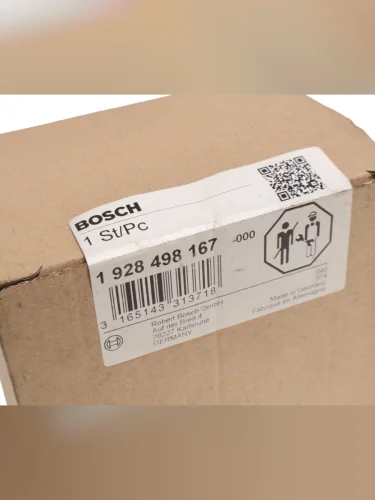 BOSCH
1 St/Pc
1 928 498 167
-000
3 165143 313718
Robert Bosch GmbH
Auf der Breit 4
76227 Karlsruhe
GERMANY
Made in Germany
Fabriqué en Allemagne